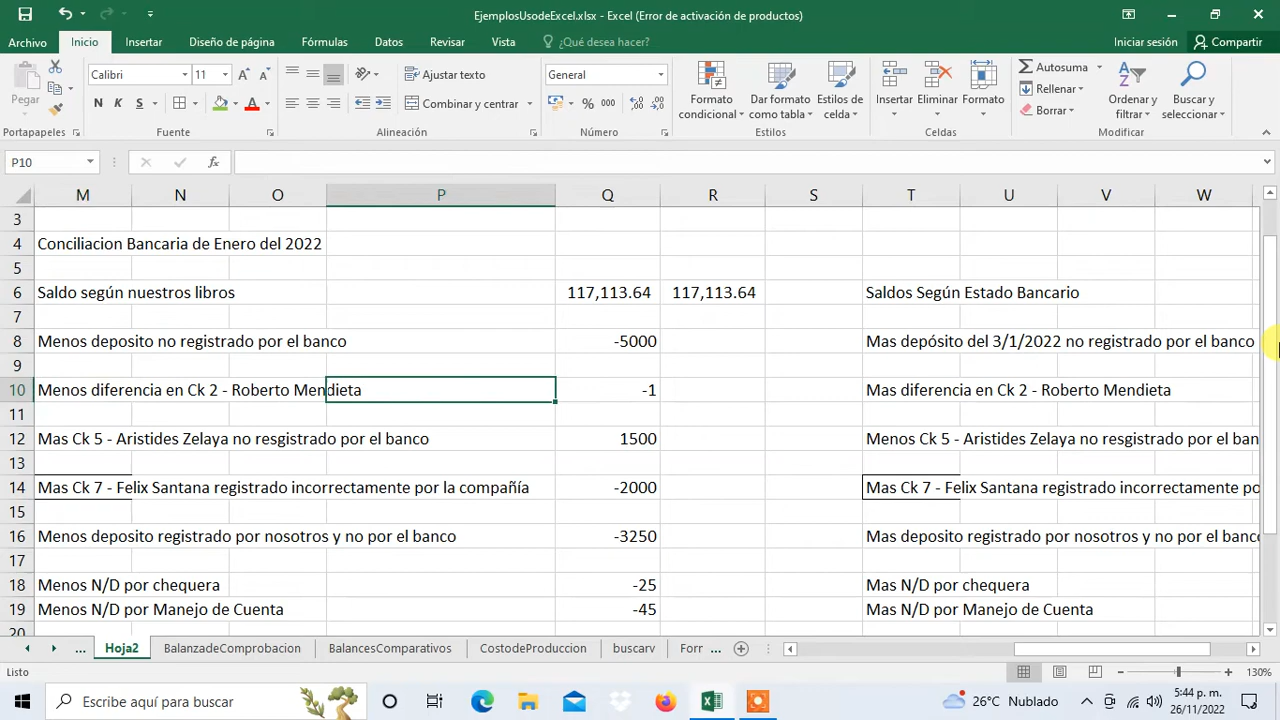 EjemplosUsodeExcel.xlsx - Excel (Error de activación de productos)
Archivo Inicio Insertar Diseño de página Fórmulas Datos Revisar Vista ¿Qué desea hacer? Iniciar sesión Compartir
Pegar
Calibri 11
N K S
Ajustar texto
Combinar y centrar
General
% 000
Formato condicional
Dar formato como tabla
Estilos de celda
Insertar
Eliminar
Formato
Autosuma
Rellenar
Borrar
Ordenar y filtrar
Buscar y seleccionar
Portapapeles Fuente Alineación Número Estilos Celdas Modificar
P10 fx
M N O P Q R S T U V W
3
4 Conciliacion Bancaria de Enero del 2022
5
6 Saldo según nuestros libros 117,113.64 117,113.64 Saldos Según Estado Bancario
7
8 Menos deposito no registrado por el banco -5000 Mas depósito del 3/1/2022 no registrado por el banco
9
10 Menos diferencia en Ck 2 - Roberto Mendieta -1 Mas diferencia en Ck 2 - Roberto Mendieta
11
12 Mas Ck 5 - Aristides Zelaya no resgistrado por el banco 1500 Menos Ck 5 - Aristides Zelaya no resgistrado por el ban
13
14 Mas Ck 7 - Felix Santana registrado incorrectamente por la compañía -2000 Mas Ck 7 - Felix Santana registrado incorrectamente po
15
16 Menos deposito registrado por nosotros y no por el banco -3250 Mas deposito registrado por nosotros y no por el banco
17
18 Menos N/D por chequera -25 Mas N/D por chequera
19 Menos N/D por Manejo de Cuenta -45 Mas N/D por Manejo de Cuenta
20
... Hoja2 BalanzadeComprobacion BalancesComparativos CostodeProduccion buscarv Forr ...
Listo 130%
Escribe aquí para buscar 26°C Nublado 5:44 p. m.
26/11/2022